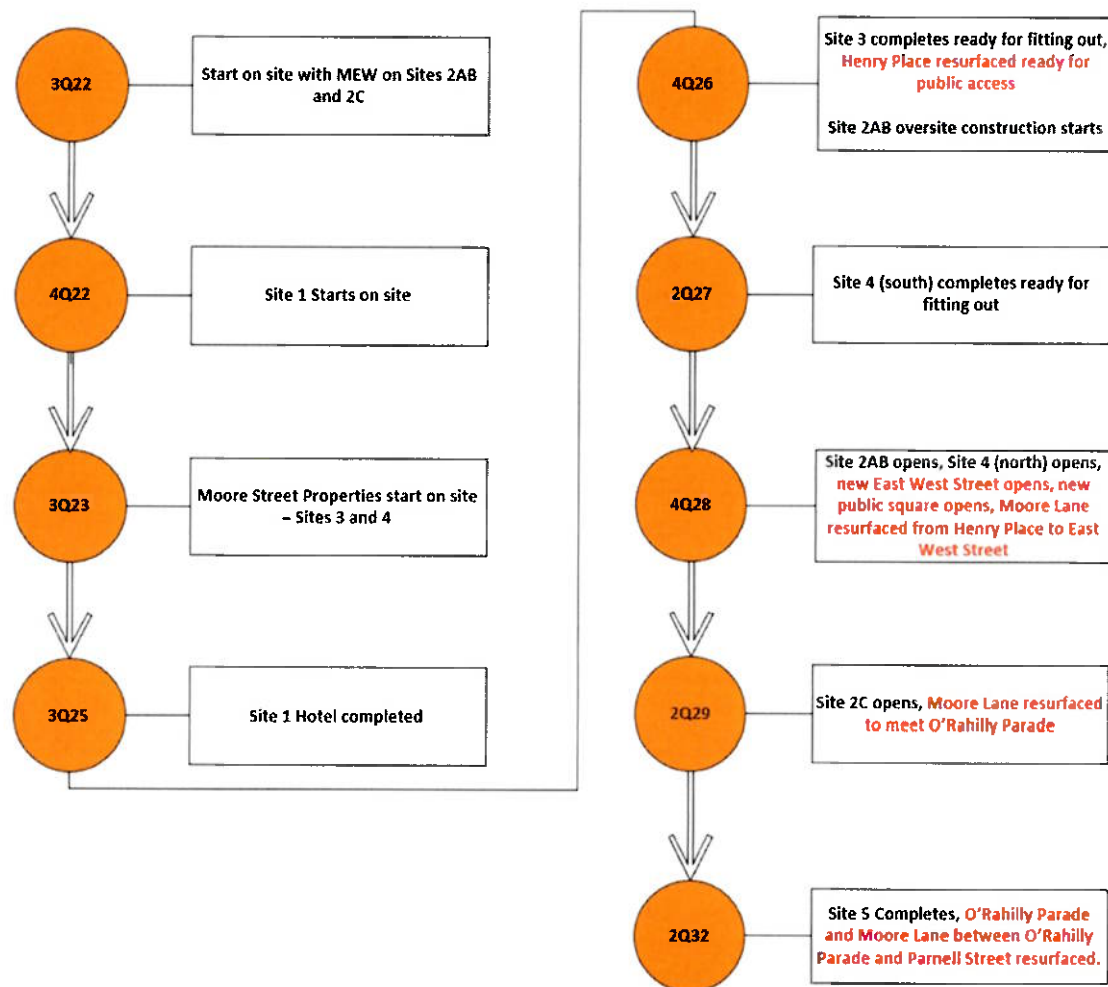 3Q22
Start on site with MEW on Sites 2AB
and 2C
4Q22
Site 1 Starts on site
3Q23
Moore Street Properties start on site
– Sites 3 and 4
3Q25
Site 1 Hotel completed
4Q26
Site 3 completes ready for fitting out,
Henry Place resurfaced ready for
public access
Site 2AB oversite construction starts
2Q27
Site 4 (south) completes ready for
fitting out
4Q28
Site 2AB opens, Site 4 (north) opens,
new East West Street opens, new
public square opens, Moore Lane
resurfaced from Henry Place to East
West Street
2Q29
Site 2C opens, Moore Lane resurfaced
to meet O'Rahilly Parade
2Q32
Site 5 Completes, O'Rahilly Parade
and Moore Lane between O'Rahilly
Parade and Parnell Street resurfaced.